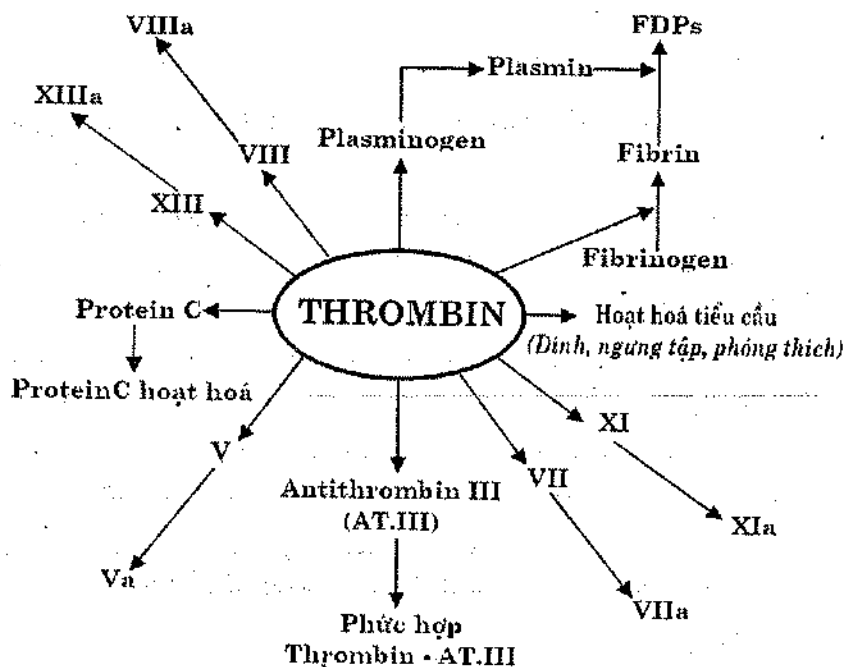 VIIIa
FDPs
Plasmin
XIIIa
Plasminogen
VIII
Fibrin
XIII
Fibrinogen
Protein C
THROMBIN
Hoạt hoá tiểu cầu
(Dính, ngưng tập, phóng thích)
ProteinC hoạt hoá
XI
V
VII
Antithrombin III
(AT.III)
XIa
Va
VIIa
Phức hợp
Thrombin - AT.III